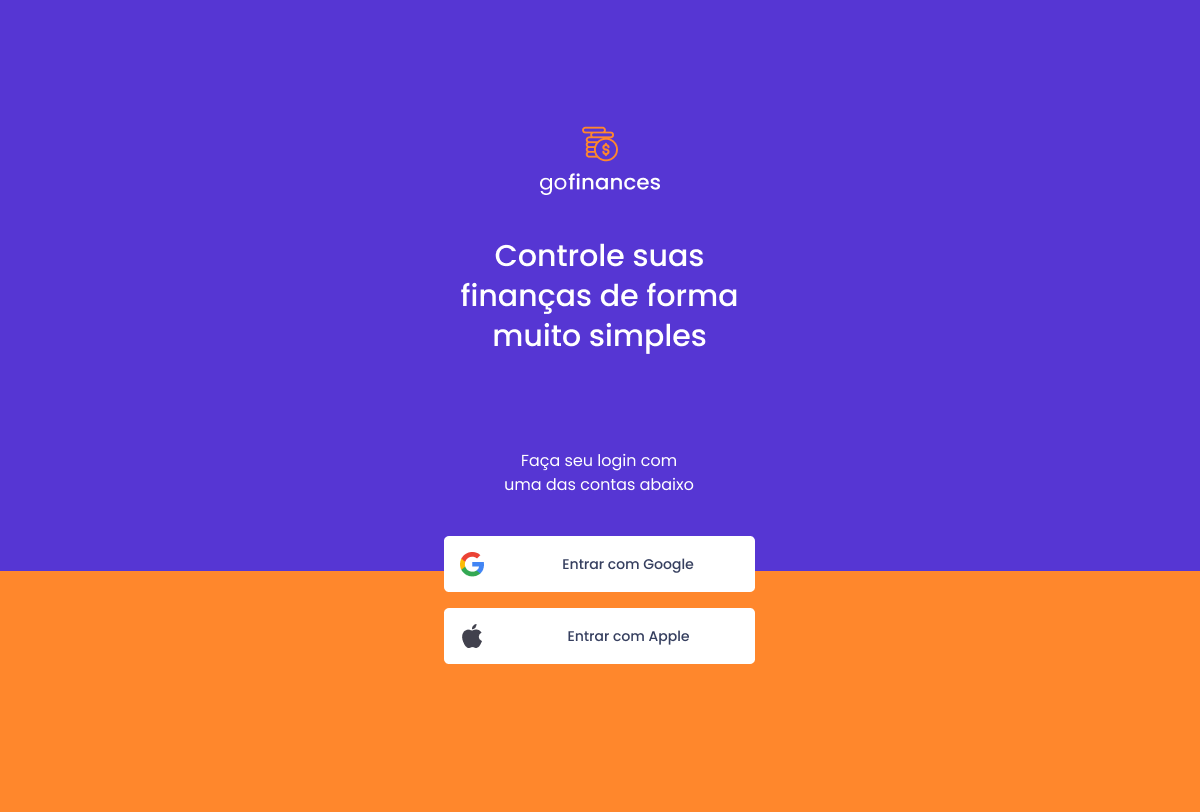 gofinances
Controle suas
finanças de forma
muito simples
Faça seu login com
uma das contas abaixo
Entrar com Google
Entrar com Apple